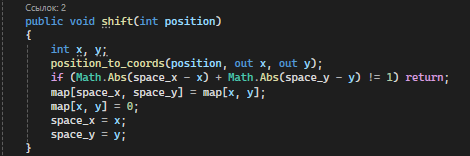 Ссылок: 2
public void shift(int position)
{
int x, y;
position_to_coords(position, out x, out y);
if (Math.Abs(space_x - x) + Math.Abs(space_y - y) != 1) return;
map[space_x, space_y] = map[x, y];
map[x, y] = 0;
space_x = x;
space_y = y;
}